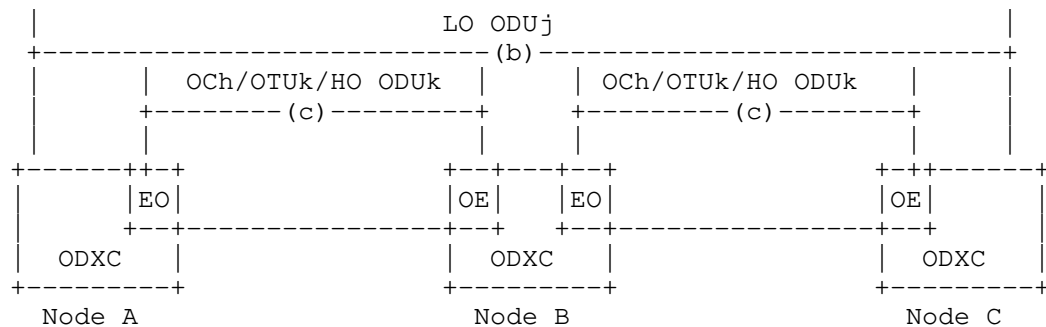 LO ODUj
(b)
OCh/OTUk/HO ODUk OCh/OTUk/HO ODUk
(c) (c)
EO OE EO OE
ODXC ODXC ODXC
Node A Node B Node C